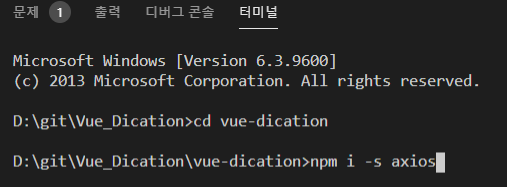 문제 1 출력 디버그 콘솔 터미널
Microsoft Windows [Version 6.3.9600]
(c) 2013 Microsoft Corporation. All rights reserved.
D:\git\Vue_Dication>cd vue-dication
D:\git\Vue_Dication\vue-dication>npm i -s axios